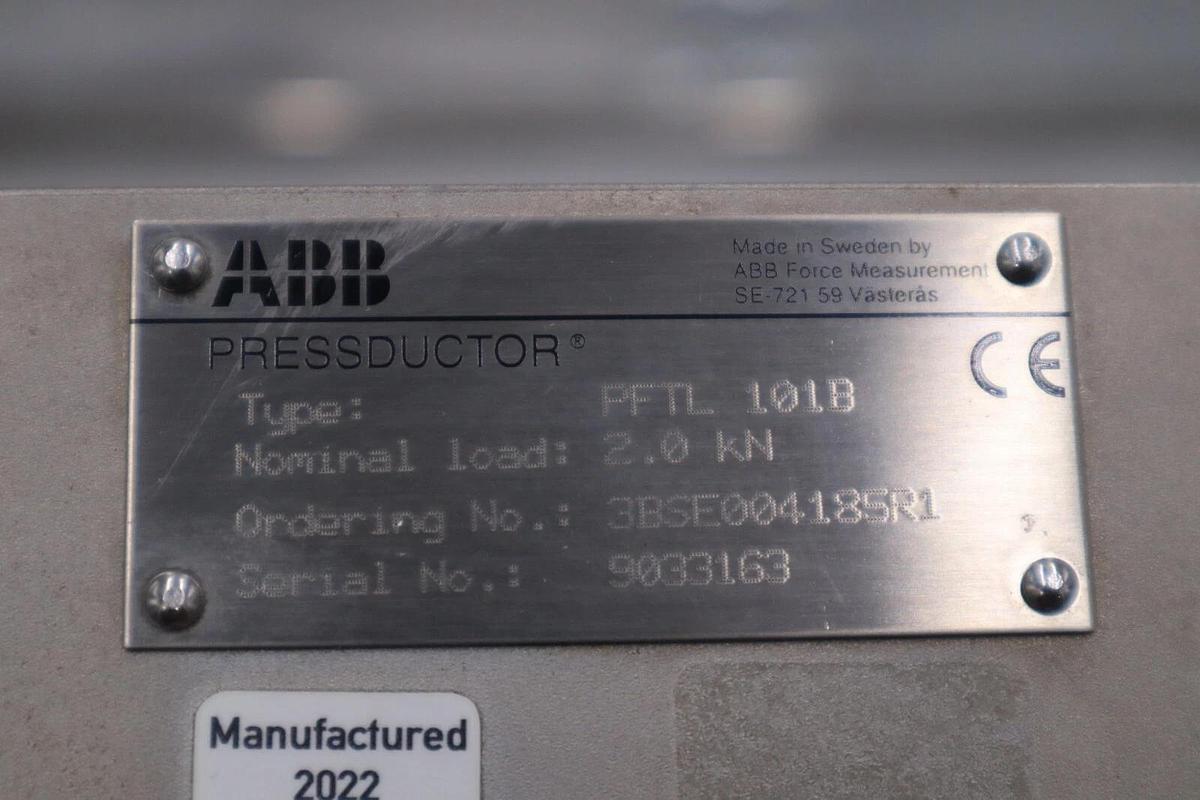 ABB
Made in Sweden by
ABB Force Measurement
SE-721 59 Västerås
PRESSDUCTOR®
CE
Type: PFTL 101B
Nominal load: 2.0 kN
Ordering No.: 3BSE004185R1
Serial No.: 9033163
Manufactured
2022